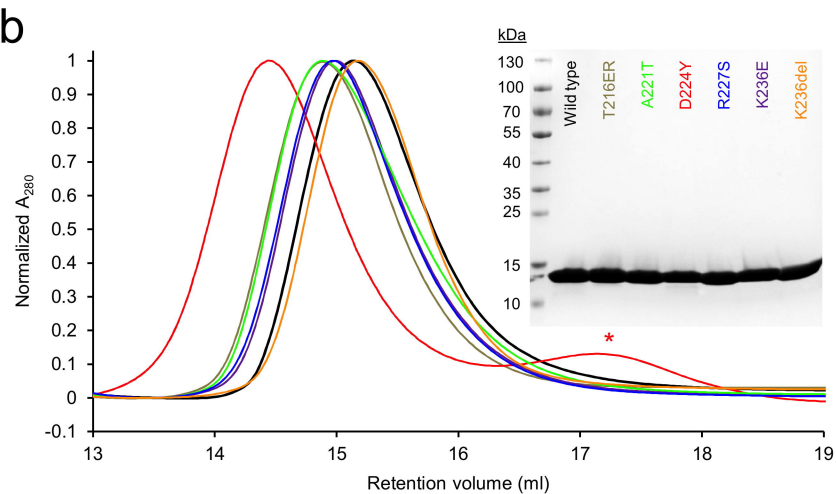 b
kDa
130
100
70
55
40
35
25
15
10
Wild type
T216ER
A221T
D224Y
R227S
K236E
K236del
*
1
0.9
0.8
0.7
0.6
0.5
0.4
0.3
0.2
0.1
0
-0.1
Normalized A280
13 14 15 16 17 18 19
Retention volume (ml)